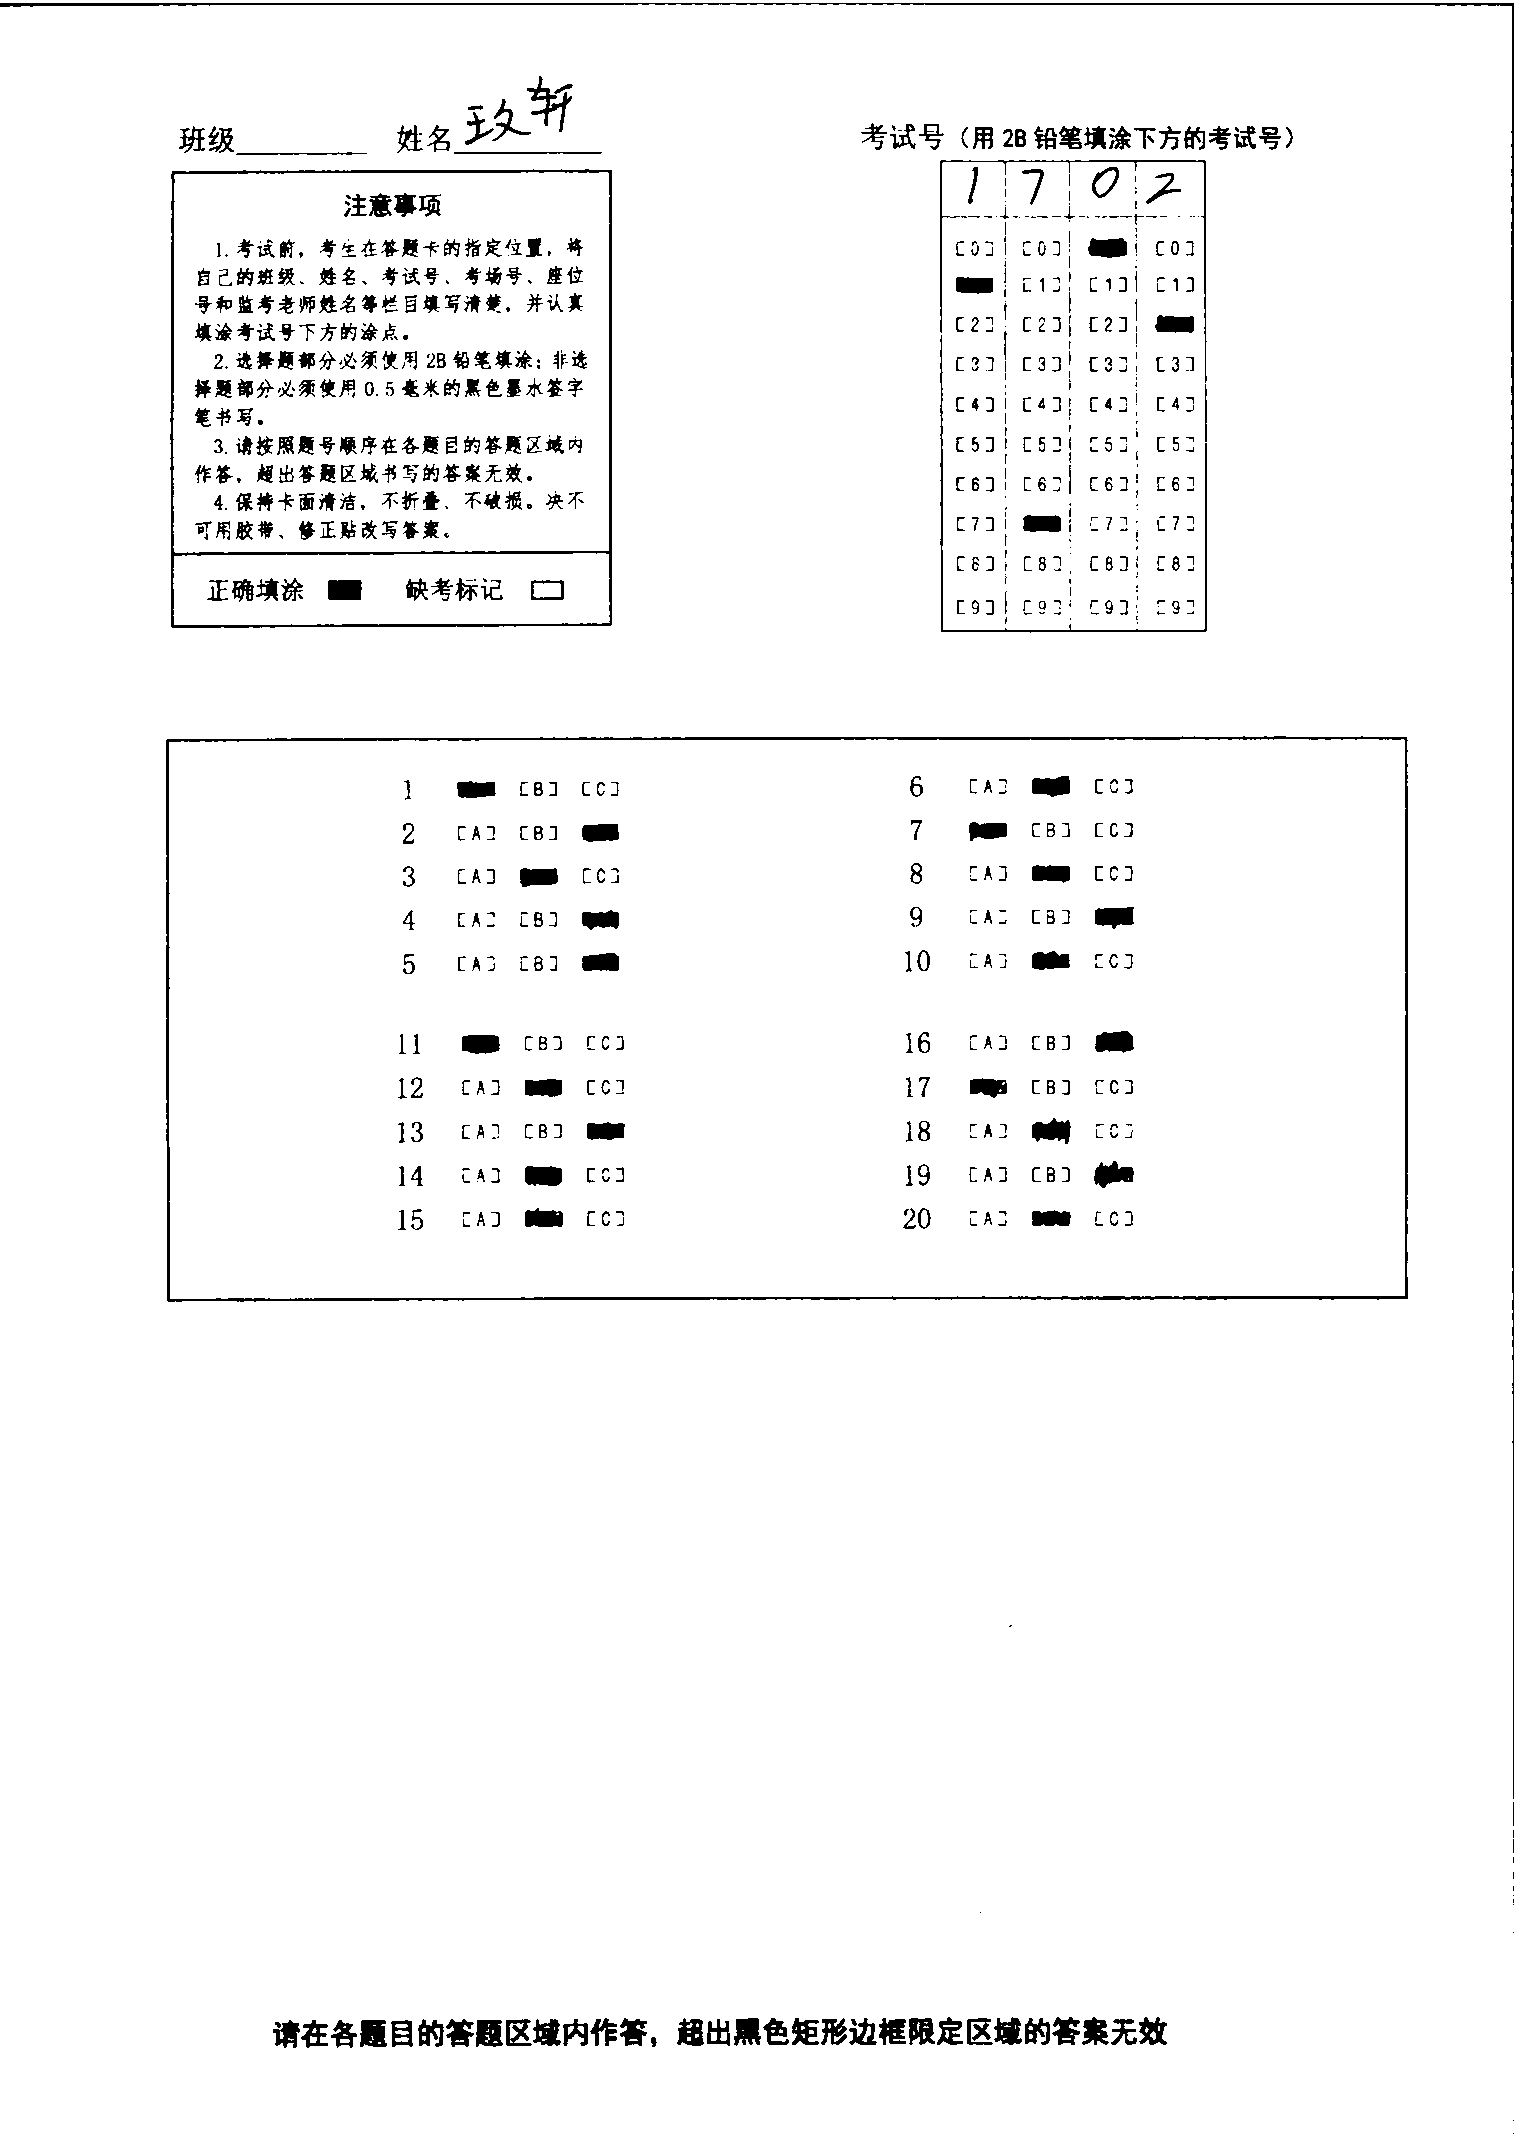 班级 姓名 玫轩
考试号（用2B铅笔填涂下方的考试号）
注意事项
1.考试前，考生在答题卡的指定位置，将
自己的班级、姓名、考试号、考场号、座位
号和监考老师姓名等栏目填写清楚，并认真
填涂考试号下方的涂点。
2.选择题部分必须使用2B铅笔填涂；非选
择题部分必须使用0.5毫米的黑色墨水签字
笔书写。
3.请按照题号顺序在各题目的答题区域内
作答，超出答题区域书写的答案无效。
4.保持卡面清洁，不折叠、不破损。决不
可用胶带、修正贴改写答案。
正确填涂 缺考标记
1 7 0 2
[0] [0] [0]
[1] [1] [1]
[2] [2] [2]
[3] [3] [3] [3]
[4] [4] [4] [4]
[5] [5] [5] [5]
[6] [6] [6] [6]
[7] [7] [7]
[8] [8] [8] [8]
[9] [9] [9] [9]
1 [B] [C] 6 [A] [C]
2 [A] [B] 7 [B] [C]
3 [A] [C] 8 [A] [C]
4 [A] [B] 9 [A] [B]
5 [A] [B] 10 [A] [C]
11 [B] [C] 16 [A] [B]
12 [A] [C] 17 [B] [C]
13 [A] [B] 18 [A] [C]
14 [A] [C] 19 [A] [B]
15 [A] [C] 20 [A] [C]
请在各题目的答题区域内作答，超出黑色矩形边框限定区域的答案无效